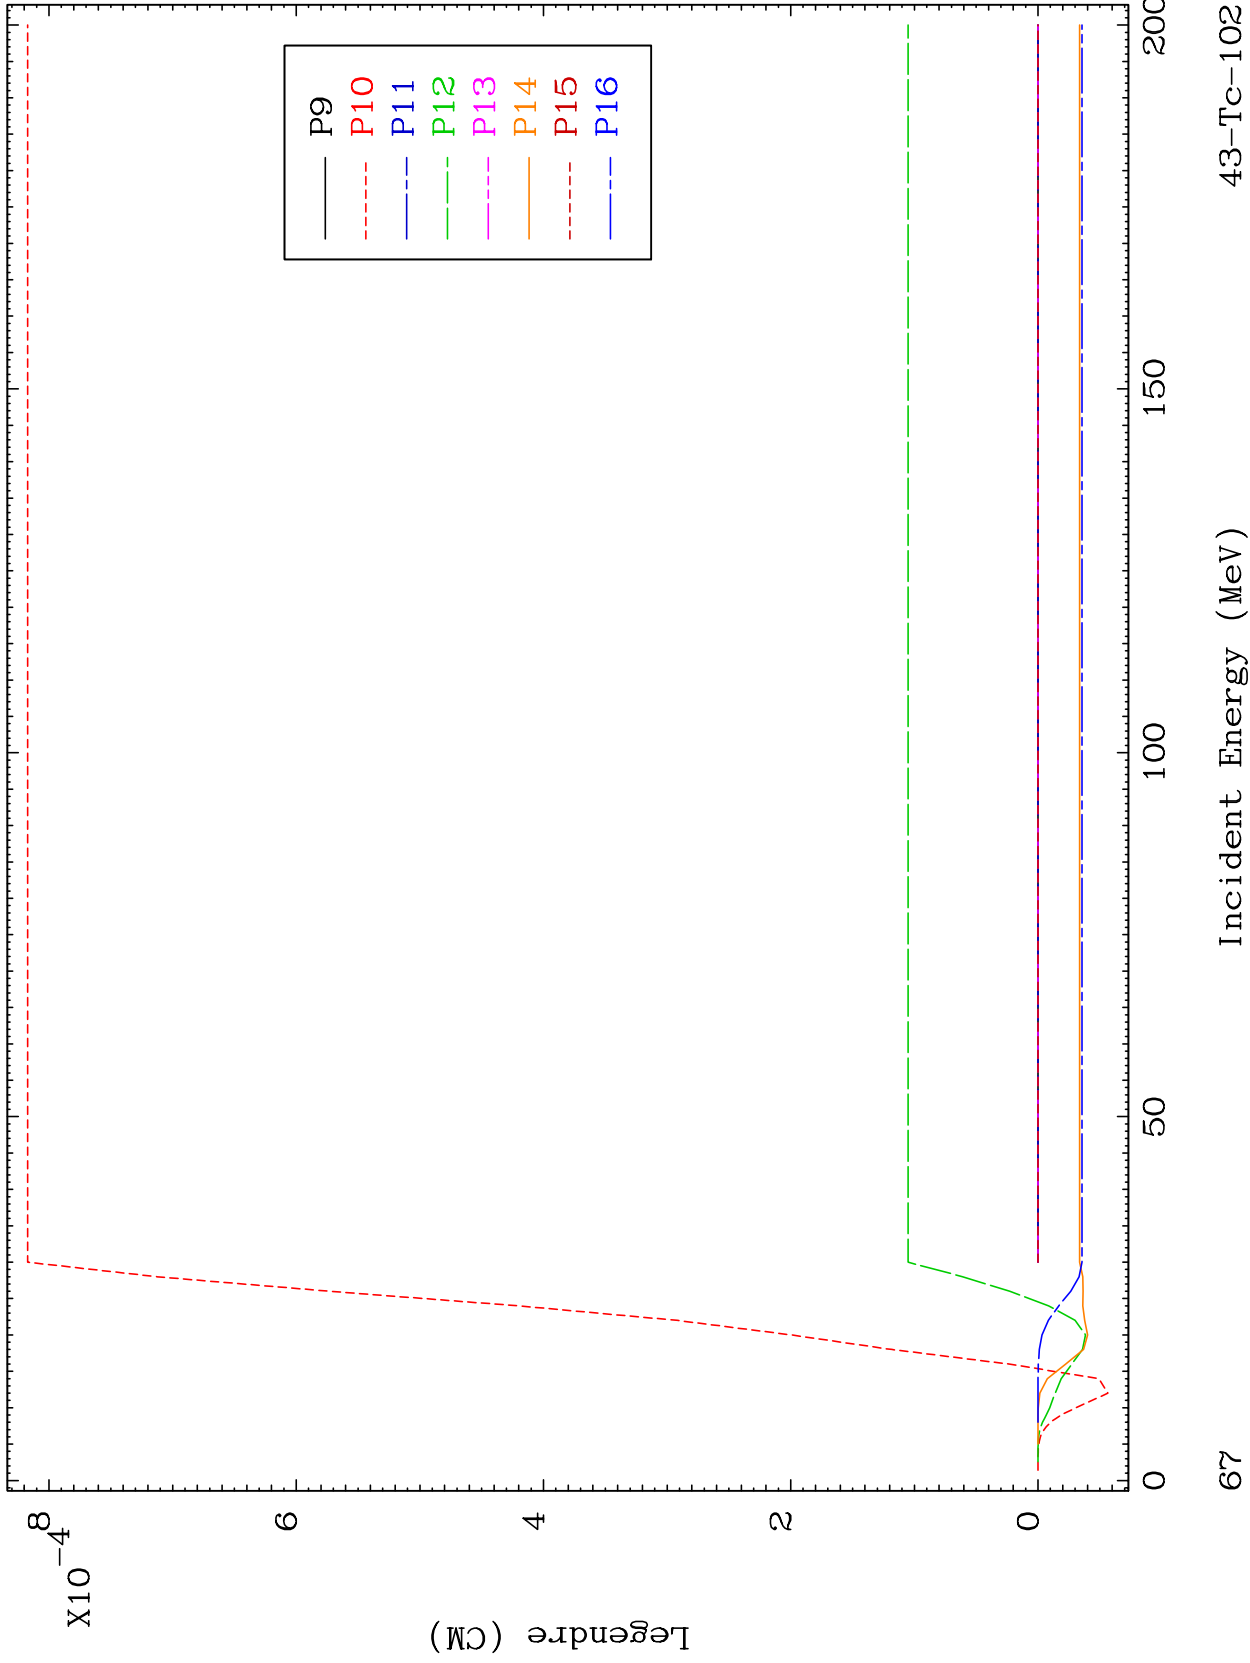 X10
-4
8
6
4
2
0
Legendre (CM)
P9
P10
P11
P12
P13
P14
P15
P16
0
50
100
150
200
67
Incident Energy (MeV)
43-Tc-102